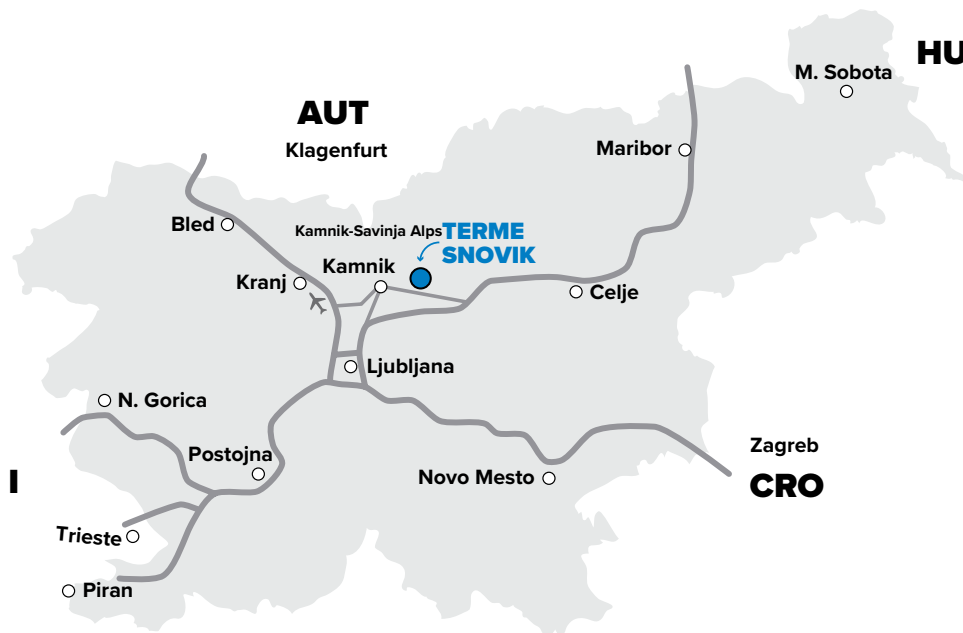 HU
M. Sobota
AUT
Klagenfurt
Maribor
Bled
Kamnik-Savinja Alps
TERME
SNOVIK
Kamnik
Kranj
Celje
Ljubljana
N. Gorica
Postojna
Zagreb
Novo Mesto
I
CRO
Trieste
Piran